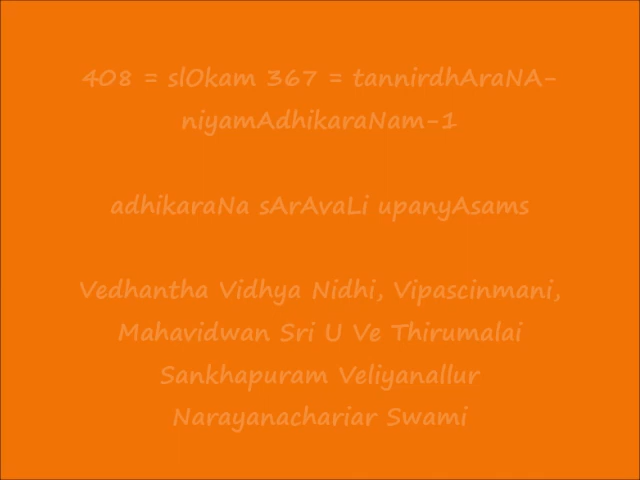 408 = slOkam 367 = tannirdhAraNA-
niyamAdhikaraNam-1
adhikaraNa sArAvaLi upanyAsams
Vedhantha Vidhya Nidhi, Vipascinmani,
Mahavidwan Sri U Ve Thirumalai
Sankhapuram Veliyanallur
Narayanachariar Swami